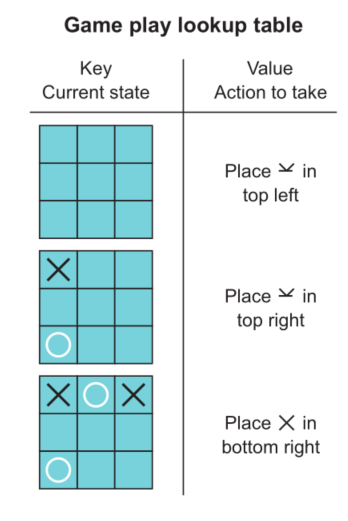 Game play lookup table
Key
Current state
Value
Action to take
Place in
top left
X
O
Place in
top right
X O X
O
Place X in
bottom right